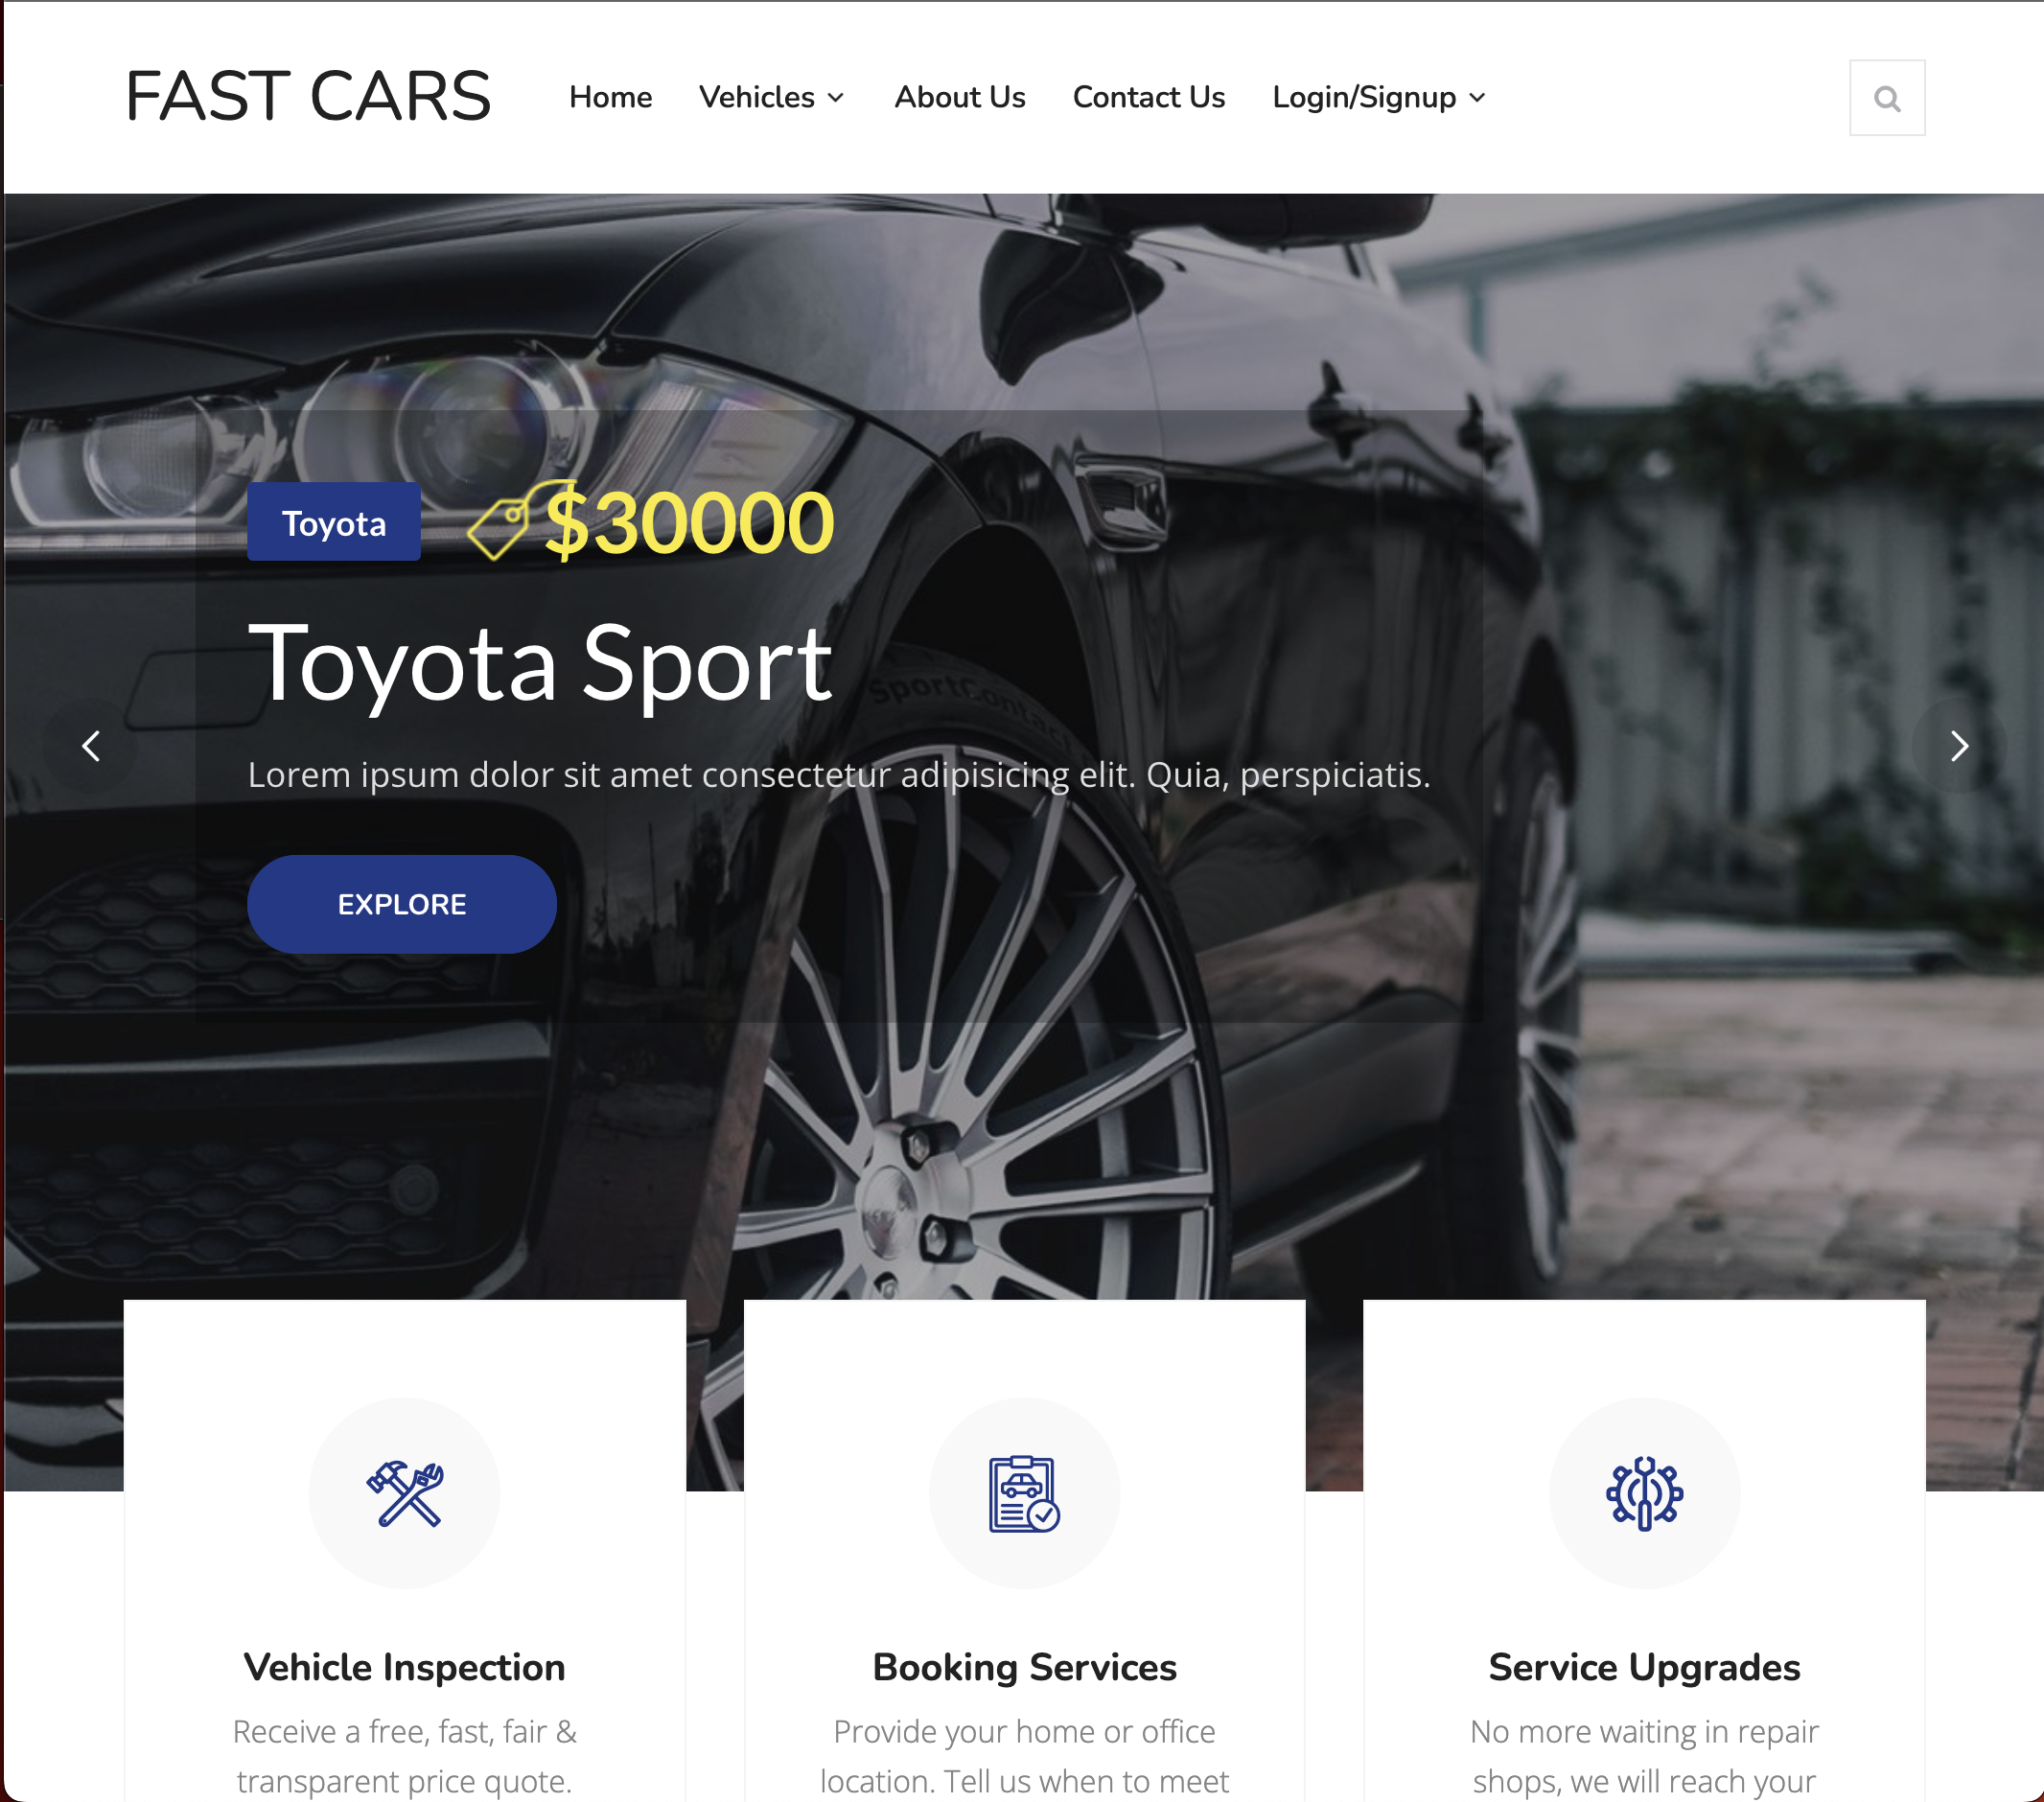 FAST CARS
Home Vehicles About Us Contact Us Login/Signup
Toyota $30000
Toyota Sport
SportContact
Lorem ipsum dolor sit amet consectetur adipisicing elit. Quia, perspiciatis.
EXPLORE
Vehicle Inspection
Receive a free, fast, fair &
transparent price quote.
Booking Services
Provide your home or office
location. Tell us when to meet
Service Upgrades
No more waiting in repair
shops, we will reach your